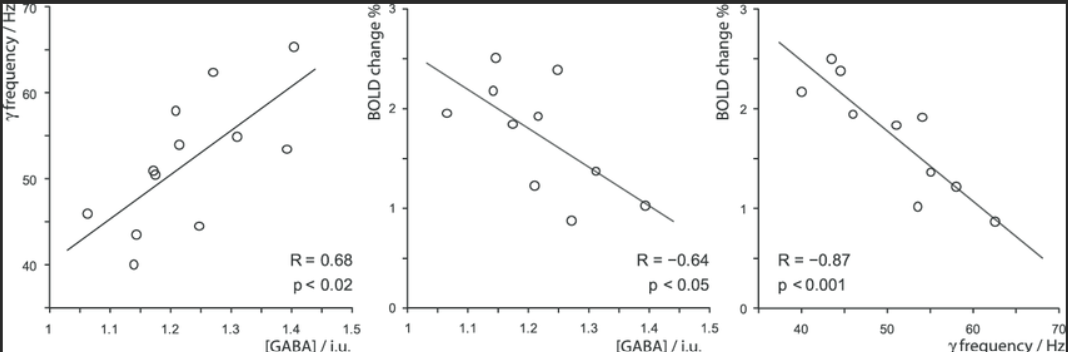 70
60
50
40
γ frequency / Hz
1 1.1 1.2 1.3 1.4 1.5
[GABA] / i.u.
R = 0.68
p < 0.02
3
2
1
0
BOLD change %
1 1.1 1.2 1.3 1.4 1.5
[GABA] / i.u.
R = −0.64
p < 0.05
3
2
1
0
BOLD change %
40 50 60 70
γ frequency / Hz
R = −0.87
p < 0.001